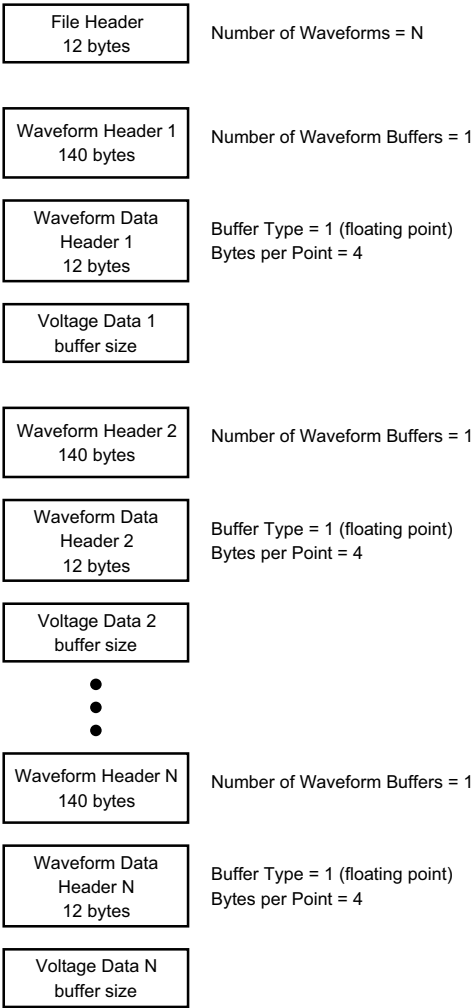 File Header
12 bytes
Number of Waveforms = N
Waveform Header 1
140 bytes
Number of Waveform Buffers = 1
Waveform Data
Header 1
12 bytes
Buffer Type = 1 (floating point)
Bytes per Point = 4
Voltage Data 1
buffer size
Waveform Header 2
140 bytes
Number of Waveform Buffers = 1
Waveform Data
Header 2
12 bytes
Buffer Type = 1 (floating point)
Bytes per Point = 4
Voltage Data 2
buffer size
Waveform Header N
140 bytes
Number of Waveform Buffers = 1
Waveform Data
Header N
12 bytes
Buffer Type = 1 (floating point)
Bytes per Point = 4
Voltage Data N
buffer size